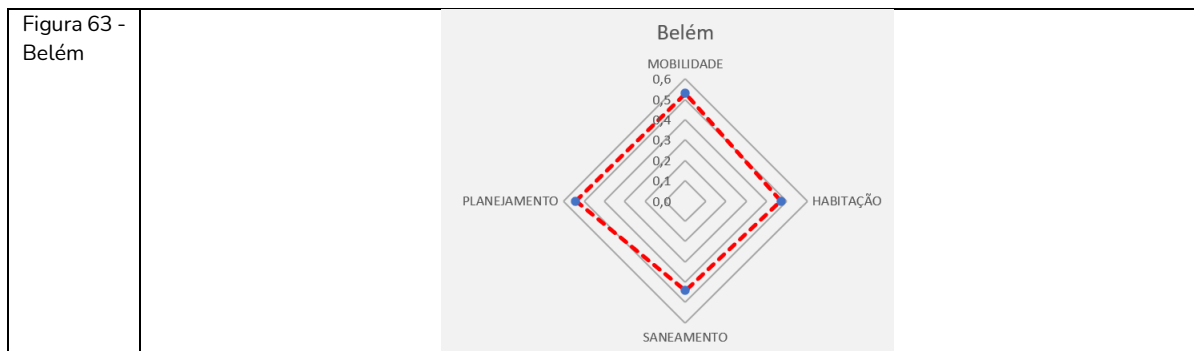 Figura 63 -
Belém
Belém
MOBILIDADE
0,6
0,5
0,4
0,3
0,2
0,1
0,0
PLANEJAMENTO
HABITAÇÃO
SANEAMENTO